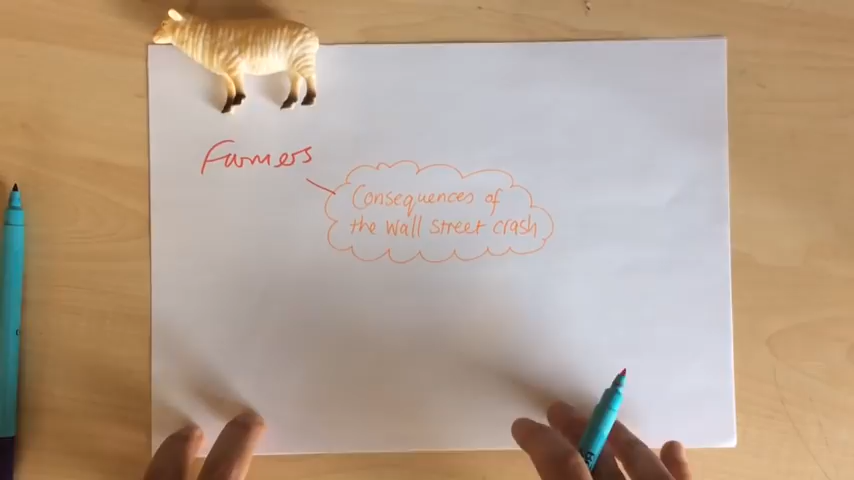 Farmers
Consequences of
the Wall Street crash